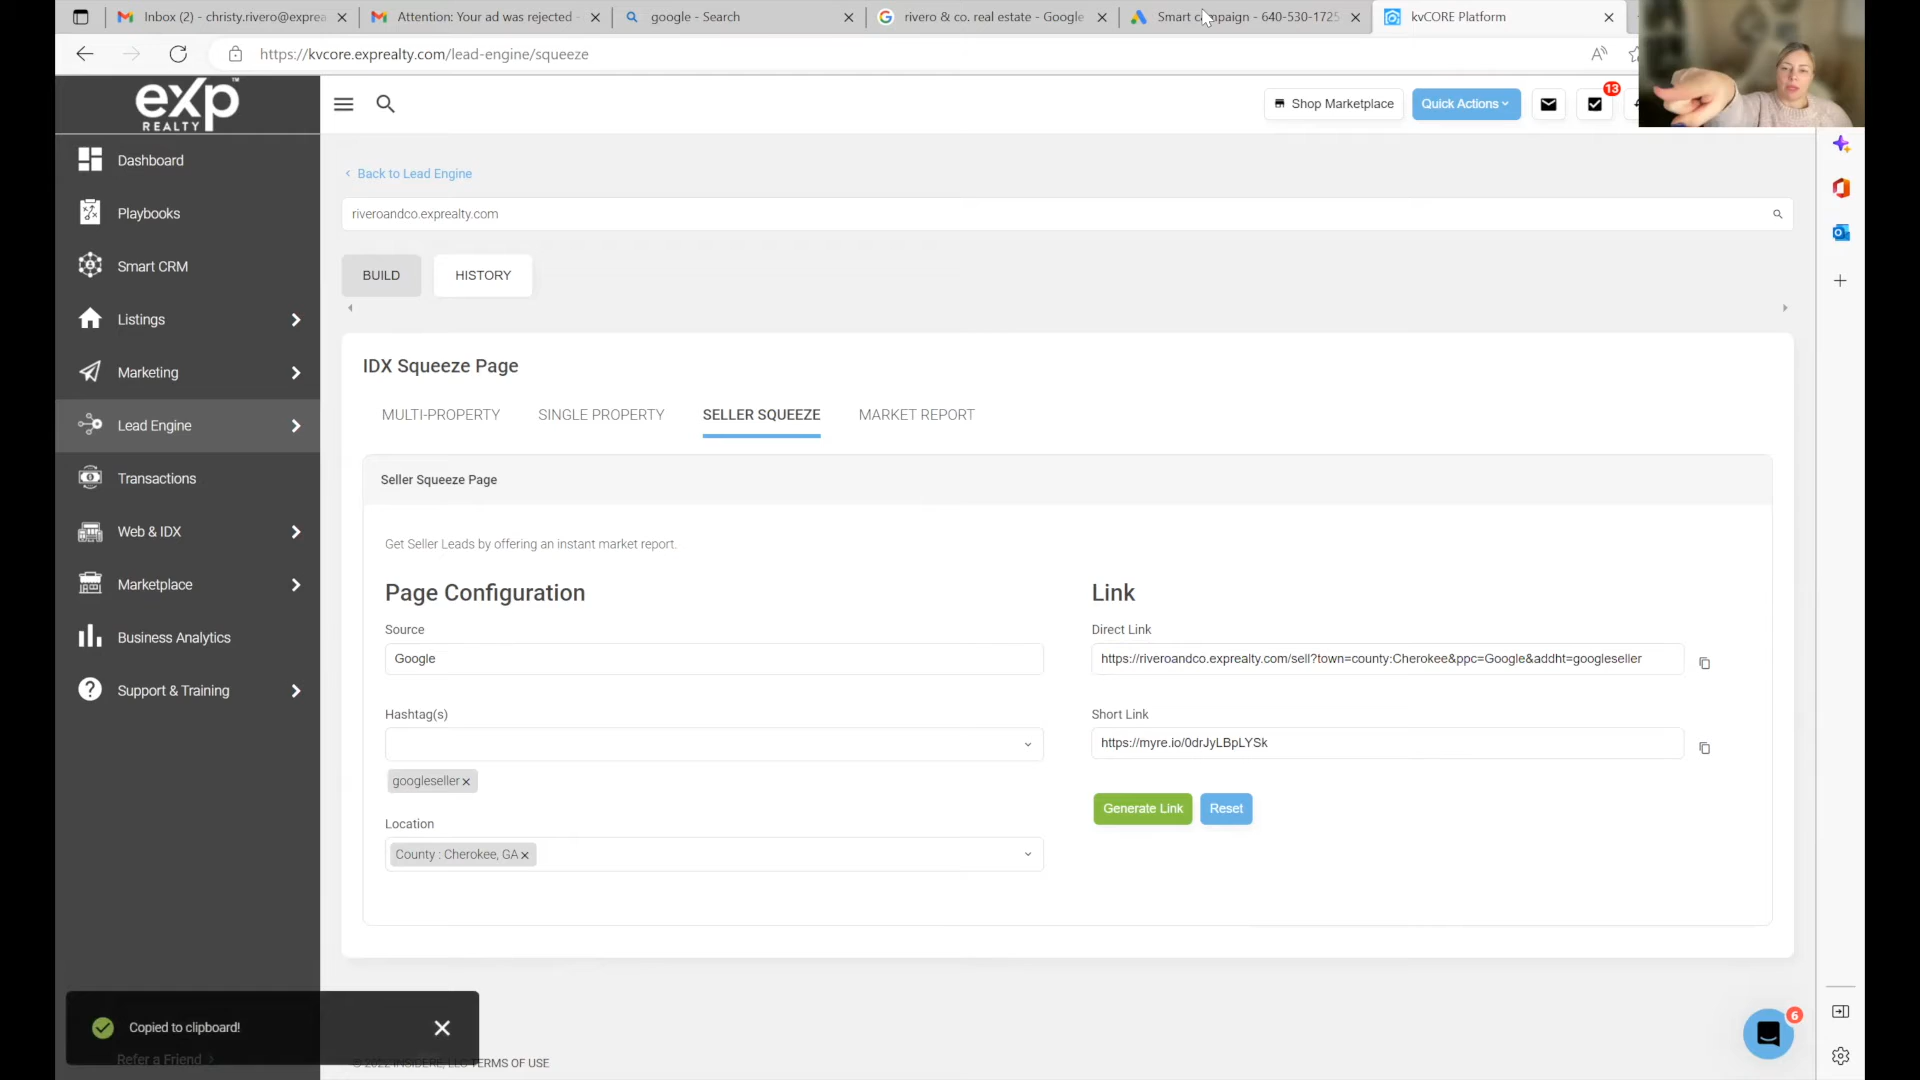 Inbox (2) - christy.rivero@exprea
Attention: Your ad was rejected -
google - Search
rivero & co. real estate - Google
Smart campaign - 640-530-1725
kvCORE Platform
https://kvcore.exprealty.com/lead-engine/squeeze
exp
REALTY
Shop Marketplace
Quick Actions
13
Dashboard
Playbooks
Smart CRM
Listings
Marketing
Lead Engine
Transactions
Web & IDX
Marketplace
Business Analytics
Support & Training
Back to Lead Engine
riveroandco.exprealty.com
BUILD
HISTORY
IDX Squeeze Page
MULTI-PROPERTY
SINGLE PROPERTY
SELLER SQUEEZE
MARKET REPORT
Seller Squeeze Page
Get Seller Leads by offering an instant market report.
Page Configuration
Source
Google
Hashtag(s)
googleseller
Location
County : Cherokee, GA
Link
Direct Link
https://riveroandco.exprealty.com/sell?town=county:Cherokee&ppc=Google&addht=googleseller
Short Link
https://myre.io/0drJyLBpLYSk
Generate Link
Reset
Copied to clipboard!
Refer a Friend
© 2022 INSIDERE, LLC TERMS OF USE
6